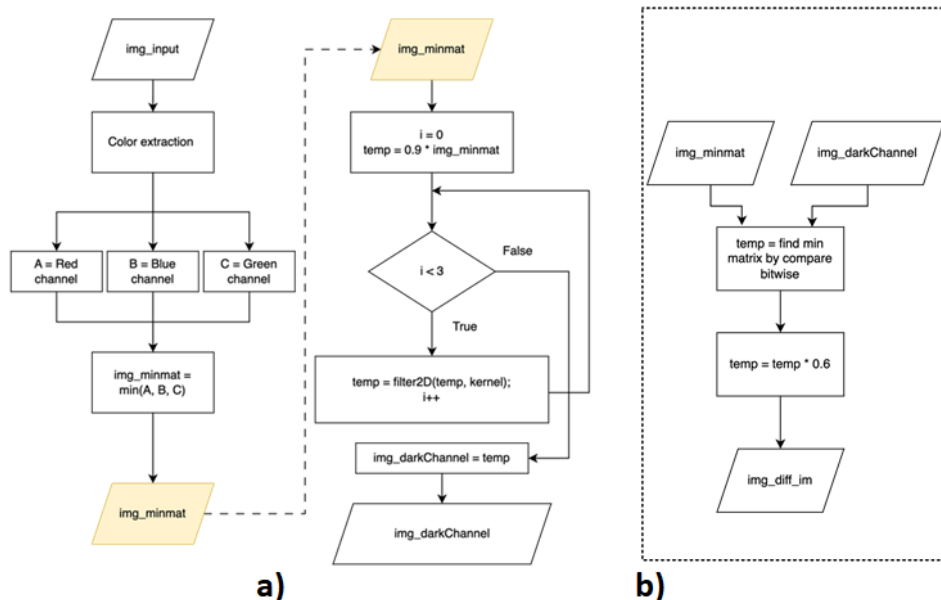 img_input
Color extraction
A = Red
channel
B = Blue
channel
C = Green
channel
img_minmat =
min(A, B, C)
img_minmat
img_minmat
i = 0
temp = 0.9 * img_minmat
i < 3
False
True
temp = filter2D(temp, kernel);
i++
img_darkChannel = temp
img_darkChannel
a)
img_minmat
img_darkChannel
temp = find min
matrix by compare
bitwise
temp = temp * 0.6
img_diff_im
b)